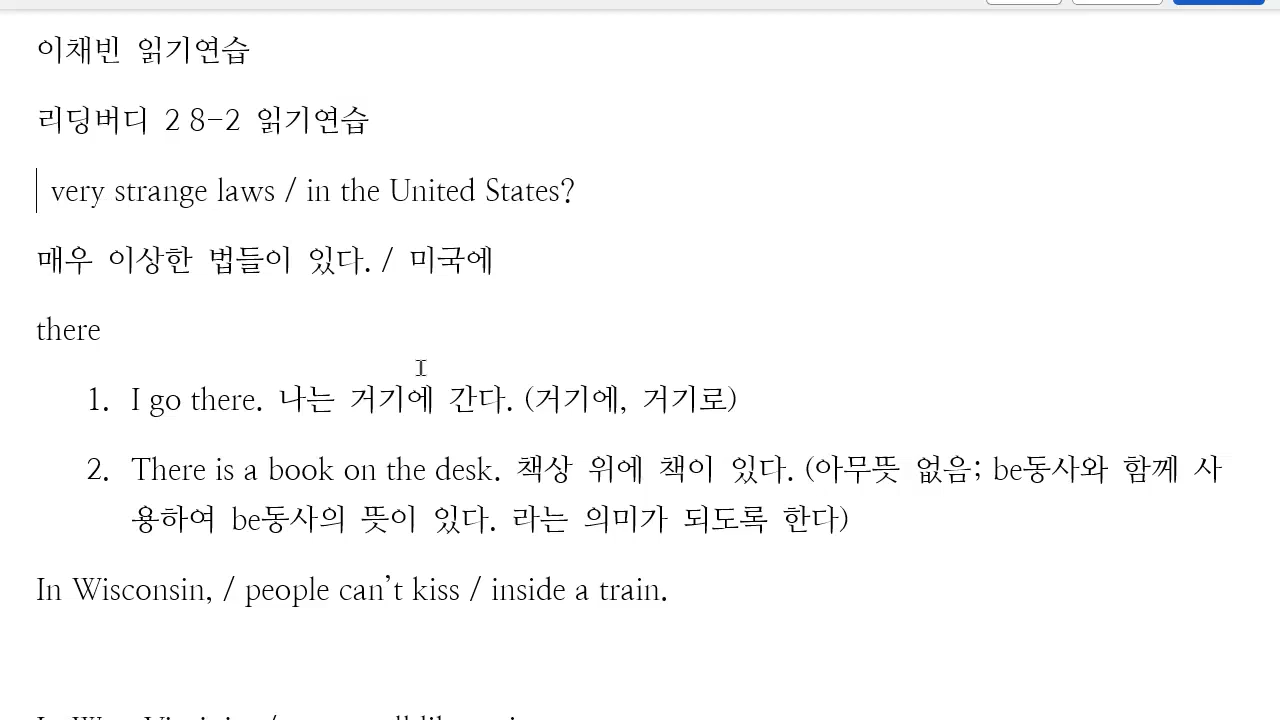 이채빈 읽기연습
리딩버디 2 8-2 읽기연습
very strange laws / in the United States?
매우 이상한 법들이 있다. / 미국에
there
1. I go there. 나는 거기에 간다. (거기에, 거기로)
2. There is a book on the desk. 책상 위에 책이 있다. (아무뜻 없음; be동사와 함께 사
용하여 be동사의 뜻이 있다. 라는 의미가 되도록 한다)
In Wisconsin, / people can’t kiss / inside a train.